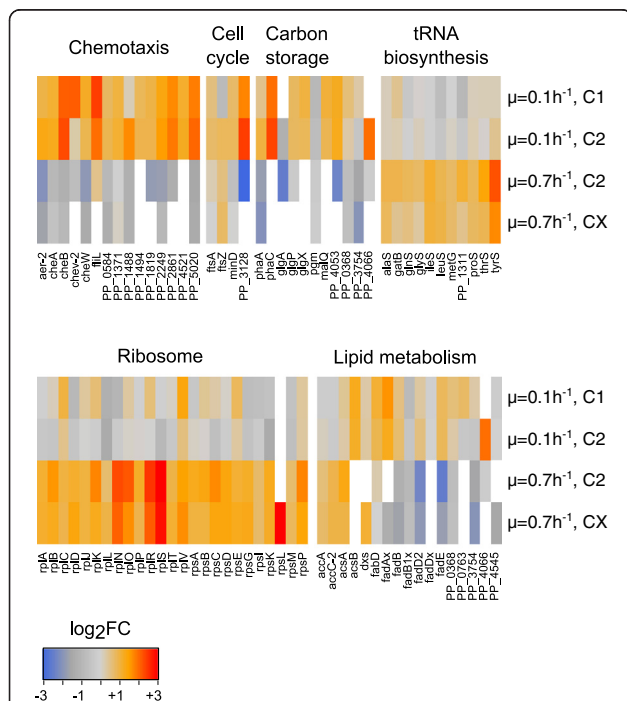 Chemotaxis
Cell cycle
Carbon storage
tRNA biosynthesis
μ=0.1h⁻¹, C1
μ=0.1h⁻¹, C2
μ=0.7h⁻¹, C2
μ=0.7h⁻¹, CX
aer-2
cheA
cheB
chev-2
cheW
fliL
PP_0584
PP_1371
PP_1488
PP_1494
PP_1819
PP_2249
PP_2861
PP_4521
PP_5020
ftsA
ftsZ
minD
PP_3128
phaA
phaC
glgA
glgP
glgX
pgm
malQ
PP_4053
PP_0368
PP_3754
PP_4066
alaS
gatB
glnS
glyS
ileS
leuS
metG
PP_1311
proS
thrS
tyrS
Ribosome
Lipid metabolism
μ=0.1h⁻¹, C1
μ=0.1h⁻¹, C2
μ=0.7h⁻¹, C2
μ=0.7h⁻¹, CX
rplA
rplB
rplC
rplD
rplJ
rplK
rplL
rplN
rplO
rplP
rplR
rplS
rplT
rplV
rpsA
rpsB
rpsC
rpsD
rpsE
rpsG
rpsI
rpsK
rpsL
rpsM
rpsP
accA
accC-2
acsA
acsB
dxs
fabD
fadAx
fadB
fadB1x
fadD2
fadDx
fadE
PP_0368
PP_0763
PP_3754
PP_4066
PP_4545
log₂FC
-3 -1 +1 +3